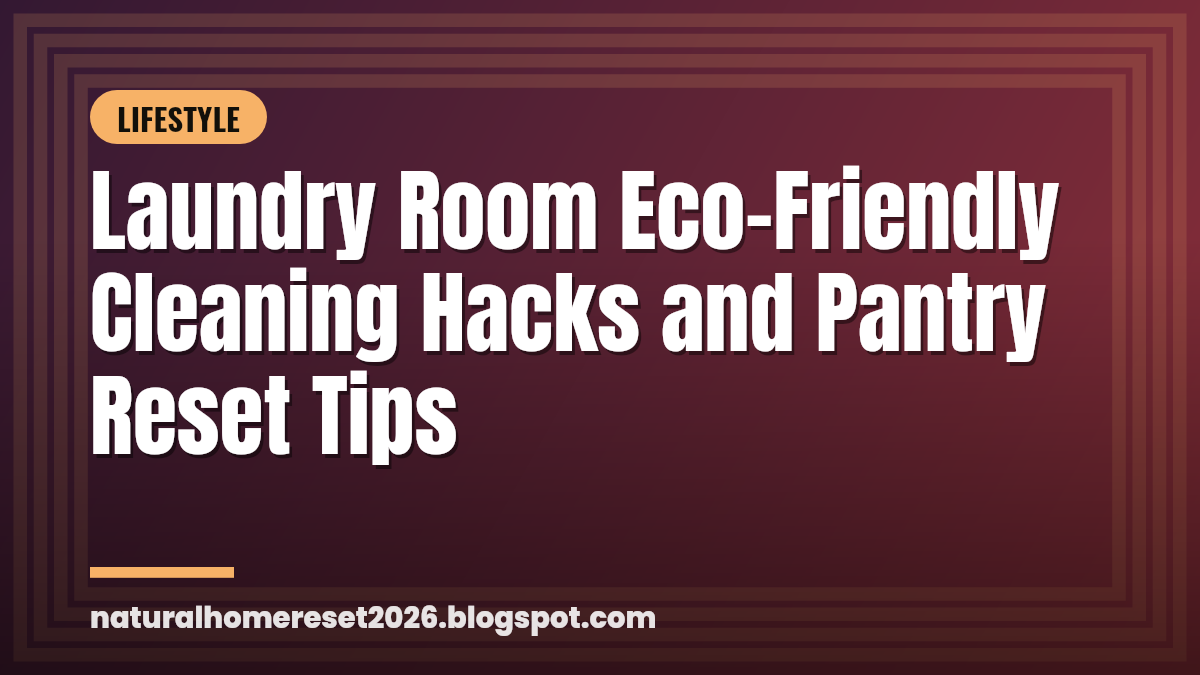 LIFESTYLE
Laundry Room Eco-Friendly
Cleaning Hacks and Pantry
Reset Tips
naturalhomereset2026.blogspot.com